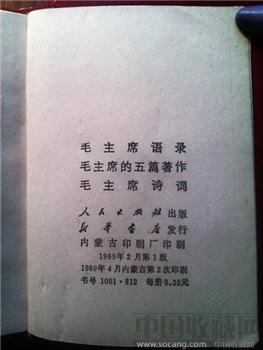 毛主席语录
毛主席的五篇著作
毛主席诗词
人民出版社出版
新华书店发行
内蒙古印刷厂印刷
1969年2月第1版
1969年4月内蒙古第2次印刷
书号 1001·812 每册0.35元
中国收藏网
www.socang.com